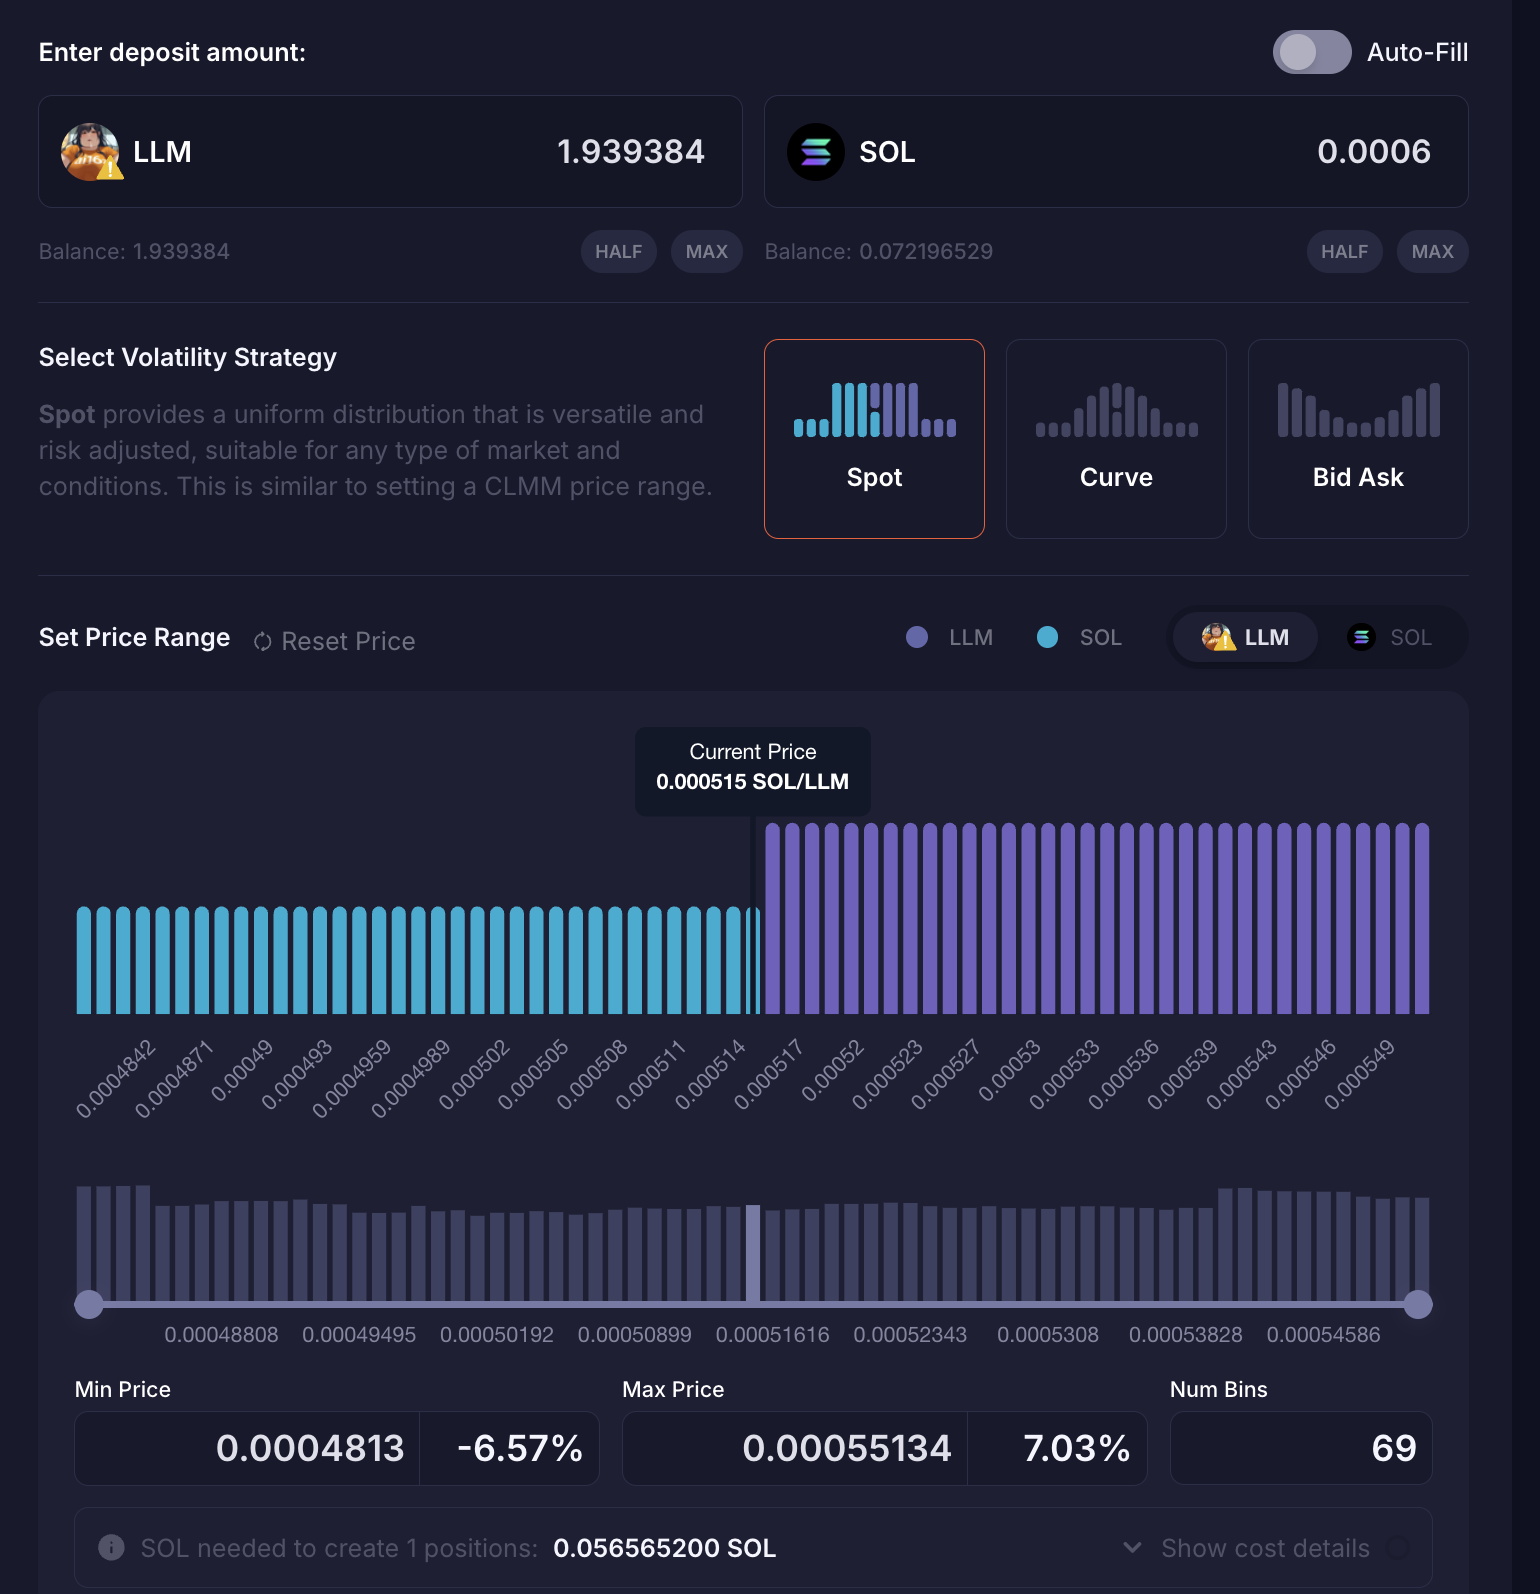 Enter deposit amount:
Auto-Fill
LLM
1.939384
SOL
0.0006
Balance: 1.939384
HALF
MAX
Balance: 0.072196529
HALF
MAX
Select Volatility Strategy
Spot provides a uniform distribution that is versatile and
risk adjusted, suitable for any type of market and
conditions. This is similar to setting a CLMM price range.
Spot
Curve
Bid Ask
Set Price Range
Reset Price
LLM
SOL
LLM
SOL
Current Price
0.000515 SOL/LLM
0.0004842
0.0004871
0.00049
0.000493
0.0004959
0.0004989
0.000502
0.000505
0.000508
0.000511
0.000514
0.000517
0.00052
0.000523
0.000527
0.00053
0.000533
0.000536
0.000539
0.000543
0.000546
0.000549
0.00048808
0.00049495
0.00050192
0.00050899
0.00051616
0.00052343
0.0005308
0.00053828
0.00054586
Min Price
Max Price
Num Bins
0.0004813
-6.57%
0.00055134
7.03%
69
SOL needed to create 1 positions: 0.056565200 SOL
Show cost details